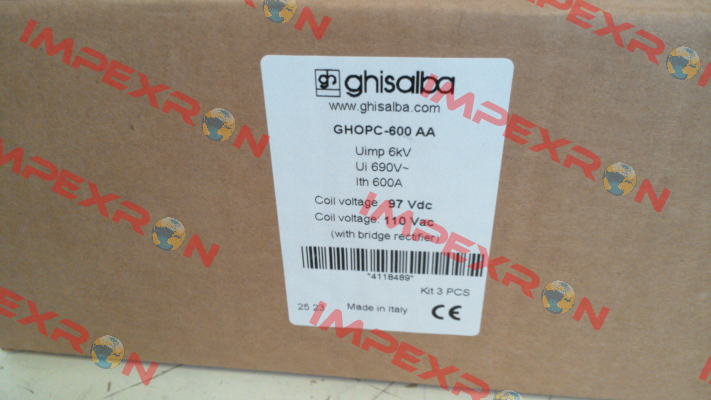 ghisalba
www.ghisalba.com
GHOPC-600 AA
Uimp 6kV
Ui 690V~
Ith 600A
Coil voltage: 97 Vdc
Coil voltage: 110 Vac
(with bridge rectifier)
*4118489*
Kit 3 PCS
25 23 Made in Italy CE
IMPEXRON
IMPEXRON
IMPEXRON
IMPEXRON
IMPEXRON